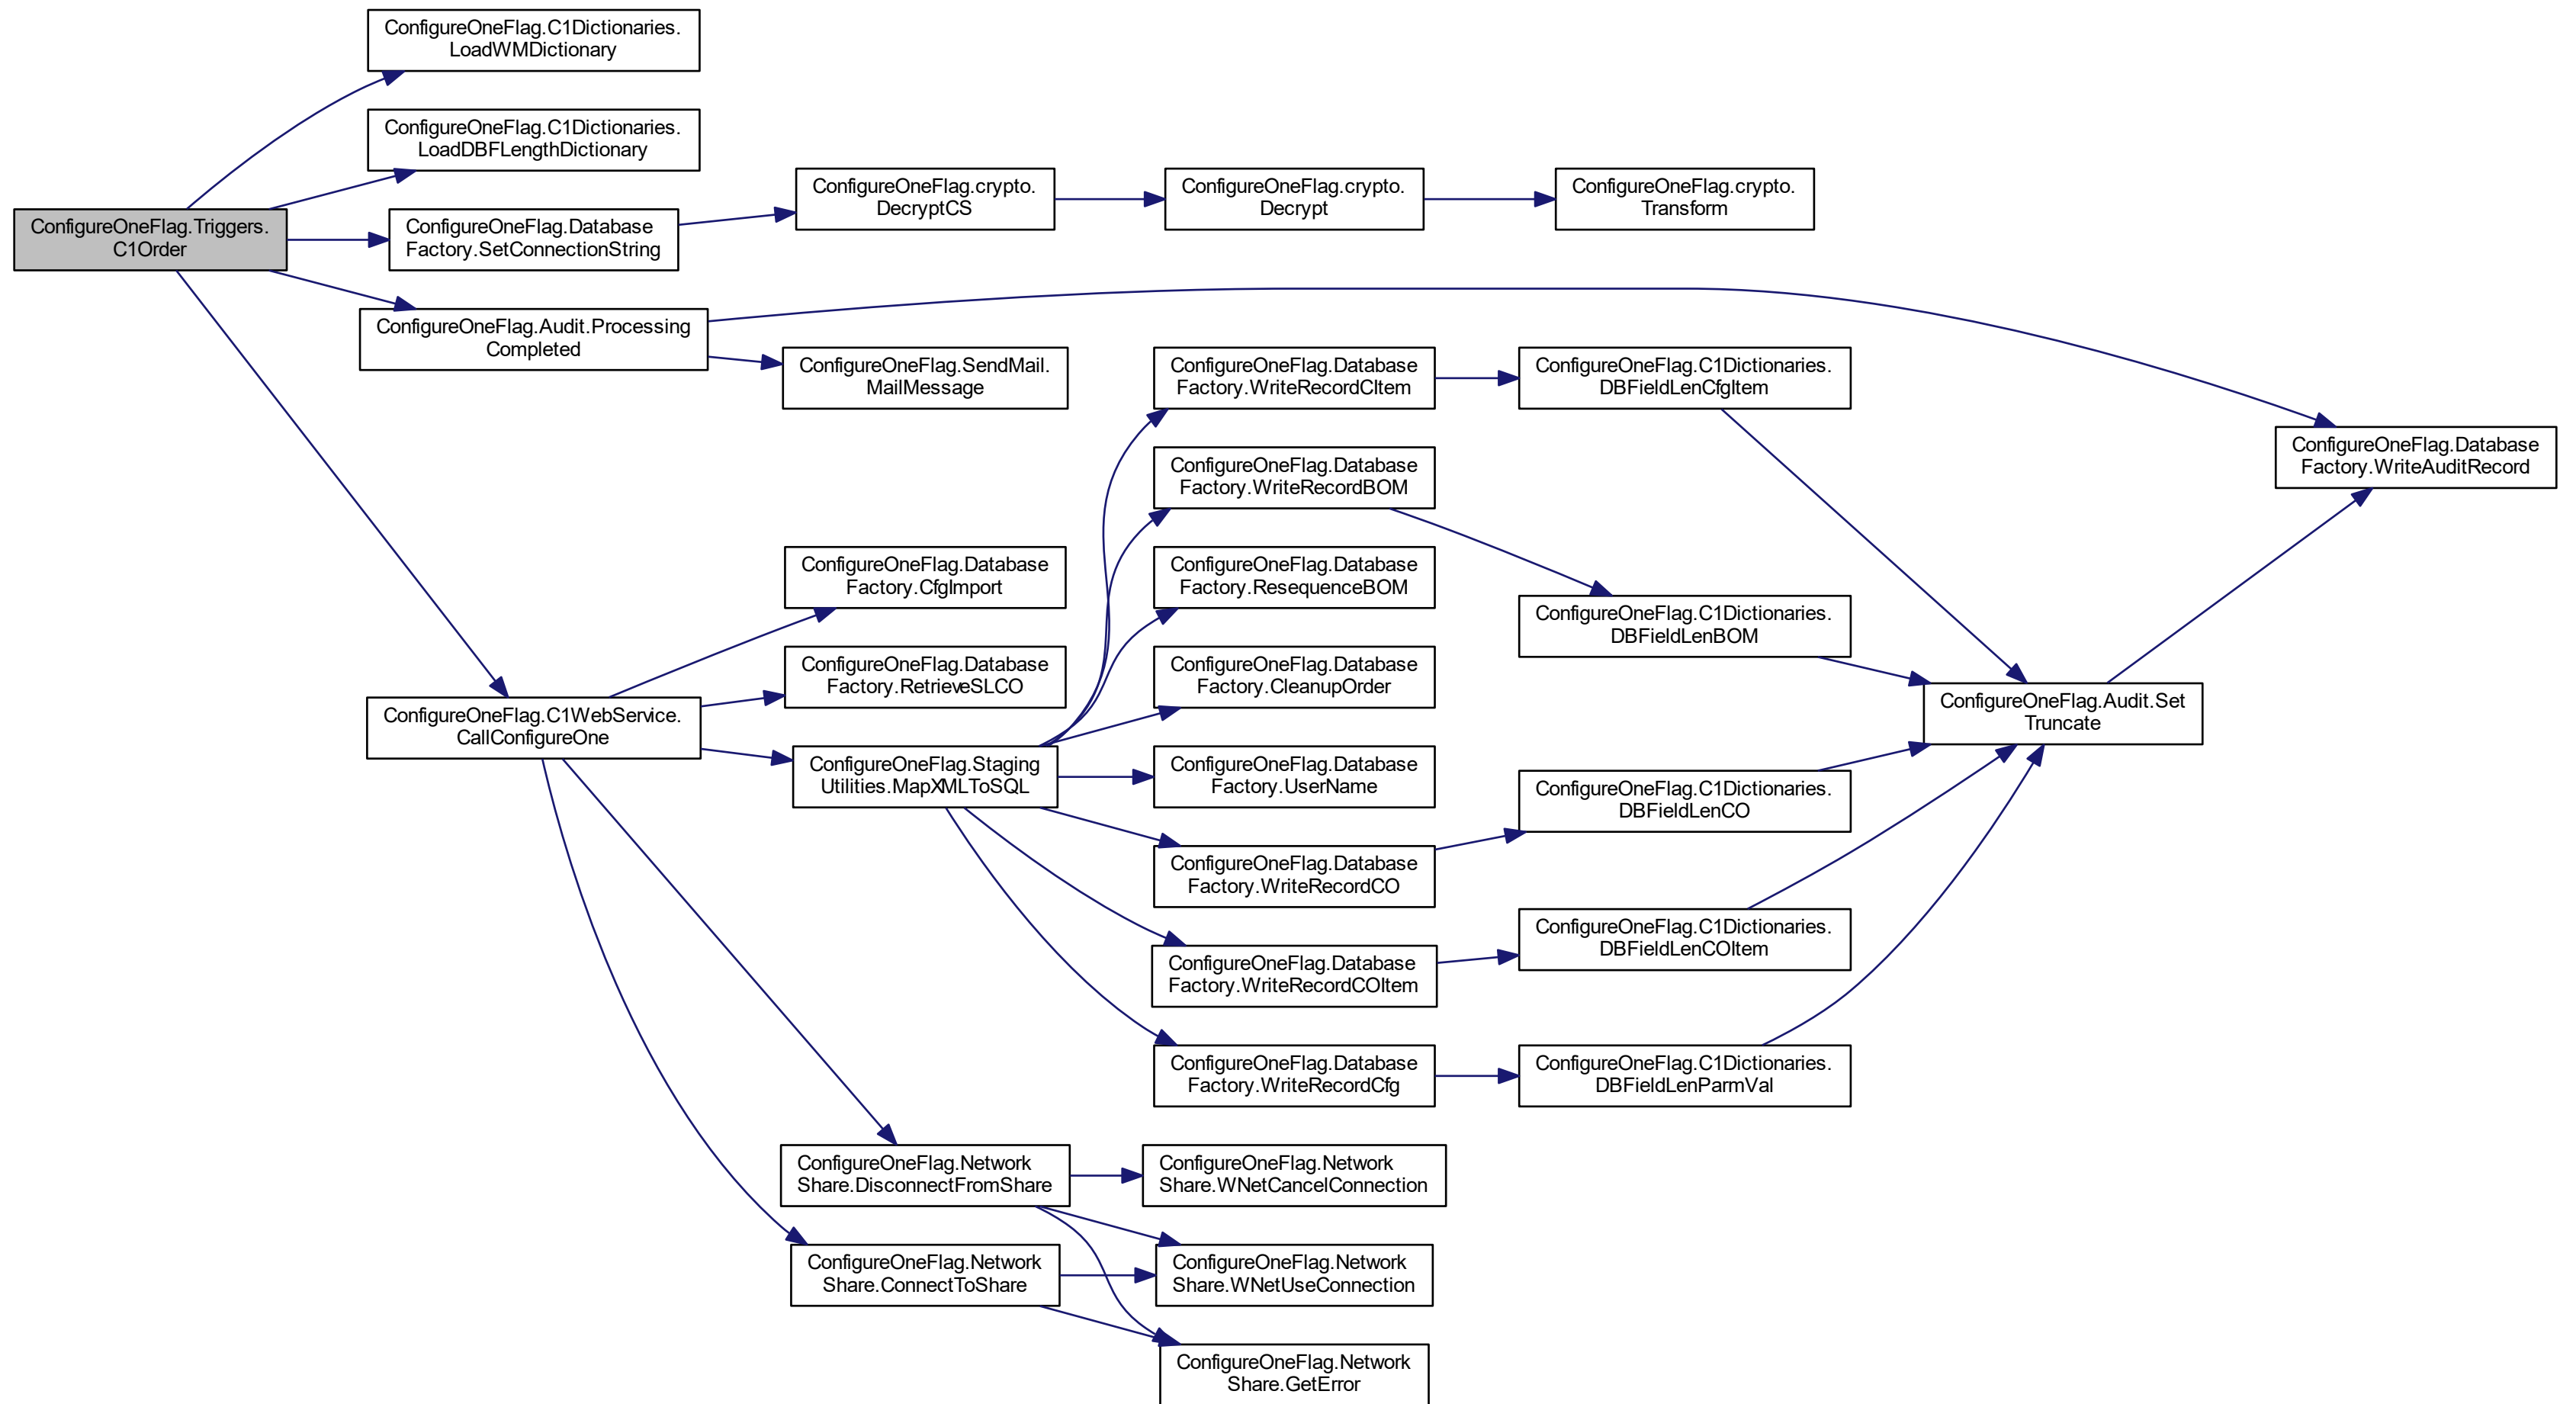 ConfigureOneFlag.C1Dictionaries.
LoadWMDictionary
ConfigureOneFlag.C1Dictionaries.
LoadDBFLengthDictionary
ConfigureOneFlag.Triggers.
C1Order
ConfigureOneFlag.Database
Factory.SetConnectionString
ConfigureOneFlag.crypto.
DecryptCS
ConfigureOneFlag.crypto.
Decrypt
ConfigureOneFlag.crypto.
Transform
ConfigureOneFlag.Audit.Processing
Completed
ConfigureOneFlag.SendMail.
MailMessage
ConfigureOneFlag.Database
Factory.WriteRecordCItem
ConfigureOneFlag.C1Dictionaries.
DBFieldLenCfgItem
ConfigureOneFlag.Database
Factory.WriteAuditRecord
ConfigureOneFlag.Database
Factory.WriteRecordBOM
ConfigureOneFlag.Database
Factory.CfgImport
ConfigureOneFlag.Database
Factory.ResequenceBOM
ConfigureOneFlag.C1Dictionaries.
DBFieldLenBOM
ConfigureOneFlag.Database
Factory.RetrieveSLCO
ConfigureOneFlag.Database
Factory.CleanupOrder
ConfigureOneFlag.Audit.Set
Truncate
ConfigureOneFlag.C1WebService.
CallConfigureOne
ConfigureOneFlag.Staging
Utilities.MapXMLToSQL
ConfigureOneFlag.Database
Factory.UserName
ConfigureOneFlag.C1Dictionaries.
DBFieldLenCO
ConfigureOneFlag.Database
Factory.WriteRecordCO
ConfigureOneFlag.C1Dictionaries.
DBFieldLenCOItem
ConfigureOneFlag.Database
Factory.WriteRecordCOItem
ConfigureOneFlag.Database
Factory.WriteRecordCfg
ConfigureOneFlag.C1Dictionaries.
DBFieldLenParmVal
ConfigureOneFlag.Network
Share.DisconnectFromShare
ConfigureOneFlag.Network
Share.WNetCancelConnection
ConfigureOneFlag.Network
Share.ConnectToShare
ConfigureOneFlag.Network
Share.WNetUseConnection
ConfigureOneFlag.Network
Share.GetError